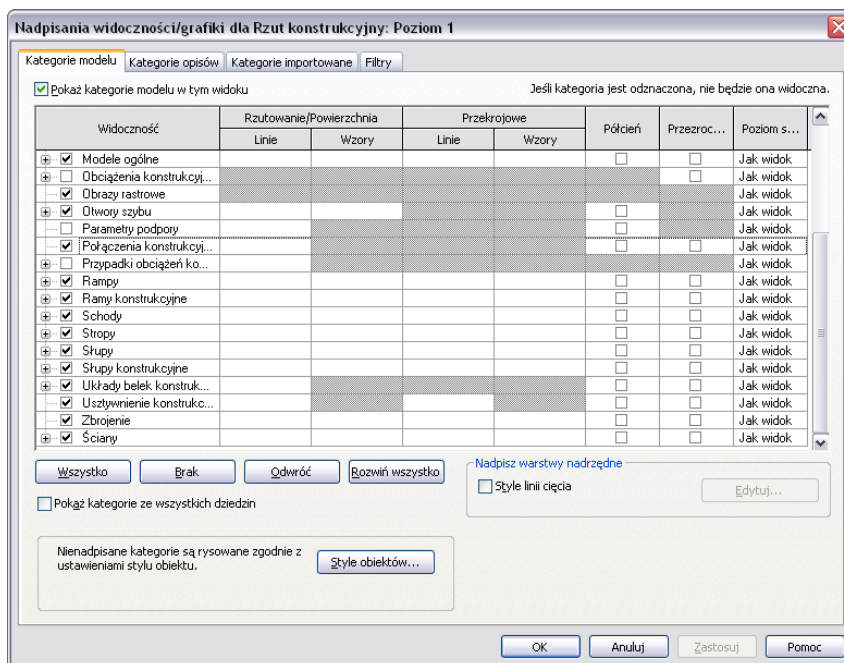 Nadpisania widoczności/grafiki dla Rzut konstrukcyjny: Poziom 1
Kategorie modelu Kategorie opisów Kategorie importowane Filtry
Pokaż kategorie modelu w tym widoku Jeśli kategoria jest odznaczona, nie będzie ona widoczna.
Widoczność Rzutowanie/Powierzchnia Przekrojowe Półcień Przezroc... Poziom s...
Linie Wzory Linie Wzory
Modele ogólne Jak widok
Obciążenia konstrukcyj... Jak widok
Obrazy rastrowe Jak widok
Otwory szybu Jak widok
Parametry podpory Jak widok
Połączenia konstrukcyj... Jak widok
Przypadki obciążeń ko... Jak widok
Rampy Jak widok
Ramy konstrukcyjne Jak widok
Schody Jak widok
Stropy Jak widok
Słupy Jak widok
Słupy konstrukcyjne Jak widok
Układy belek konstruk... Jak widok
Usztywnienie konstrukc... Jak widok
Zbrojenie Jak widok
Ściany Jak widok
Wszystko Brak Odwróć Rozwiń wszystko
Nadpisz warstwy nadrzędne
Style linii cięcia Edytuj...
Pokaż kategorie ze wszystkich dziedzin
Nienadpisane kategorie są rysowane zgodnie z
ustawieniami stylu obiektu.
Style obiektów...
OK Anuluj Zastosuj Pomoc